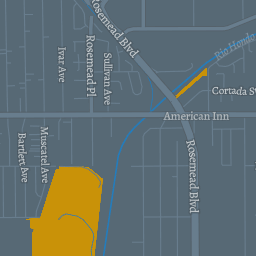 Rosemead Blvd
Ivar Ave
Rosemead Pl
Sullivan Ave
Rio Hondo
Cortada St
American Inn
Bartlett Ave
Muscatel Ave
Rosemead Blvd